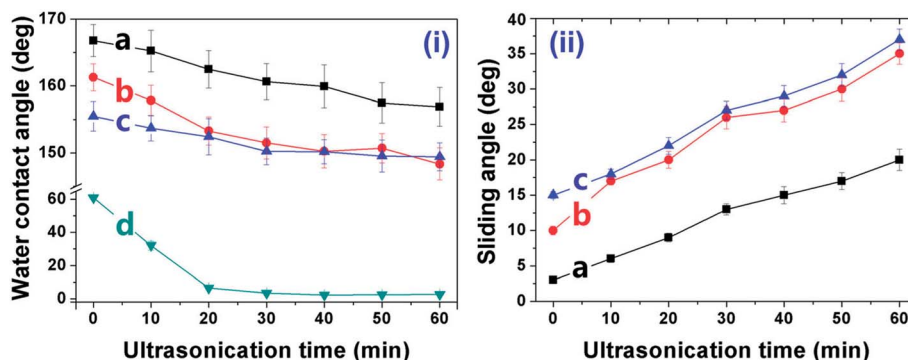 170
160
150
60
40
20
0
Water contact angle (deg)
a
b
c
d
(i)
0 10 20 30 40 50 60
Ultrasonication time (min)
40
35
30
25
20
15
10
5
0
Sliding angle (deg)
(ii)
c
b
a
0 10 20 30 40 50 60
Ultrasonication time (min)